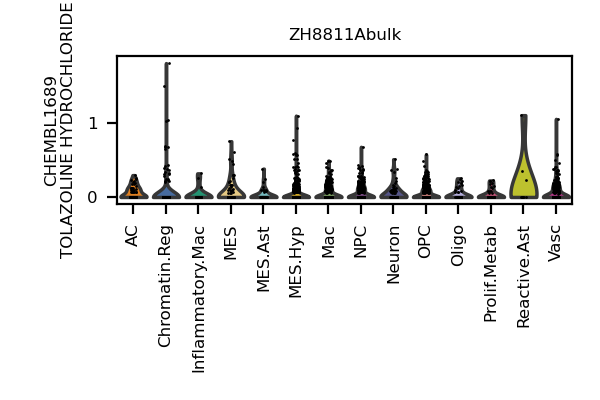 ZH8811Abulk
CHEMBL1689
TOLAZOLINE HYDROCHLORIDE
1
0
AC
Chromatin.Reg
Inflammatory.Mac
MES
MES.Ast
MES.Hyp
Mac
NPC
Neuron
OPC
Oligo
Prolif.Metab
Reactive.Ast
Vasc